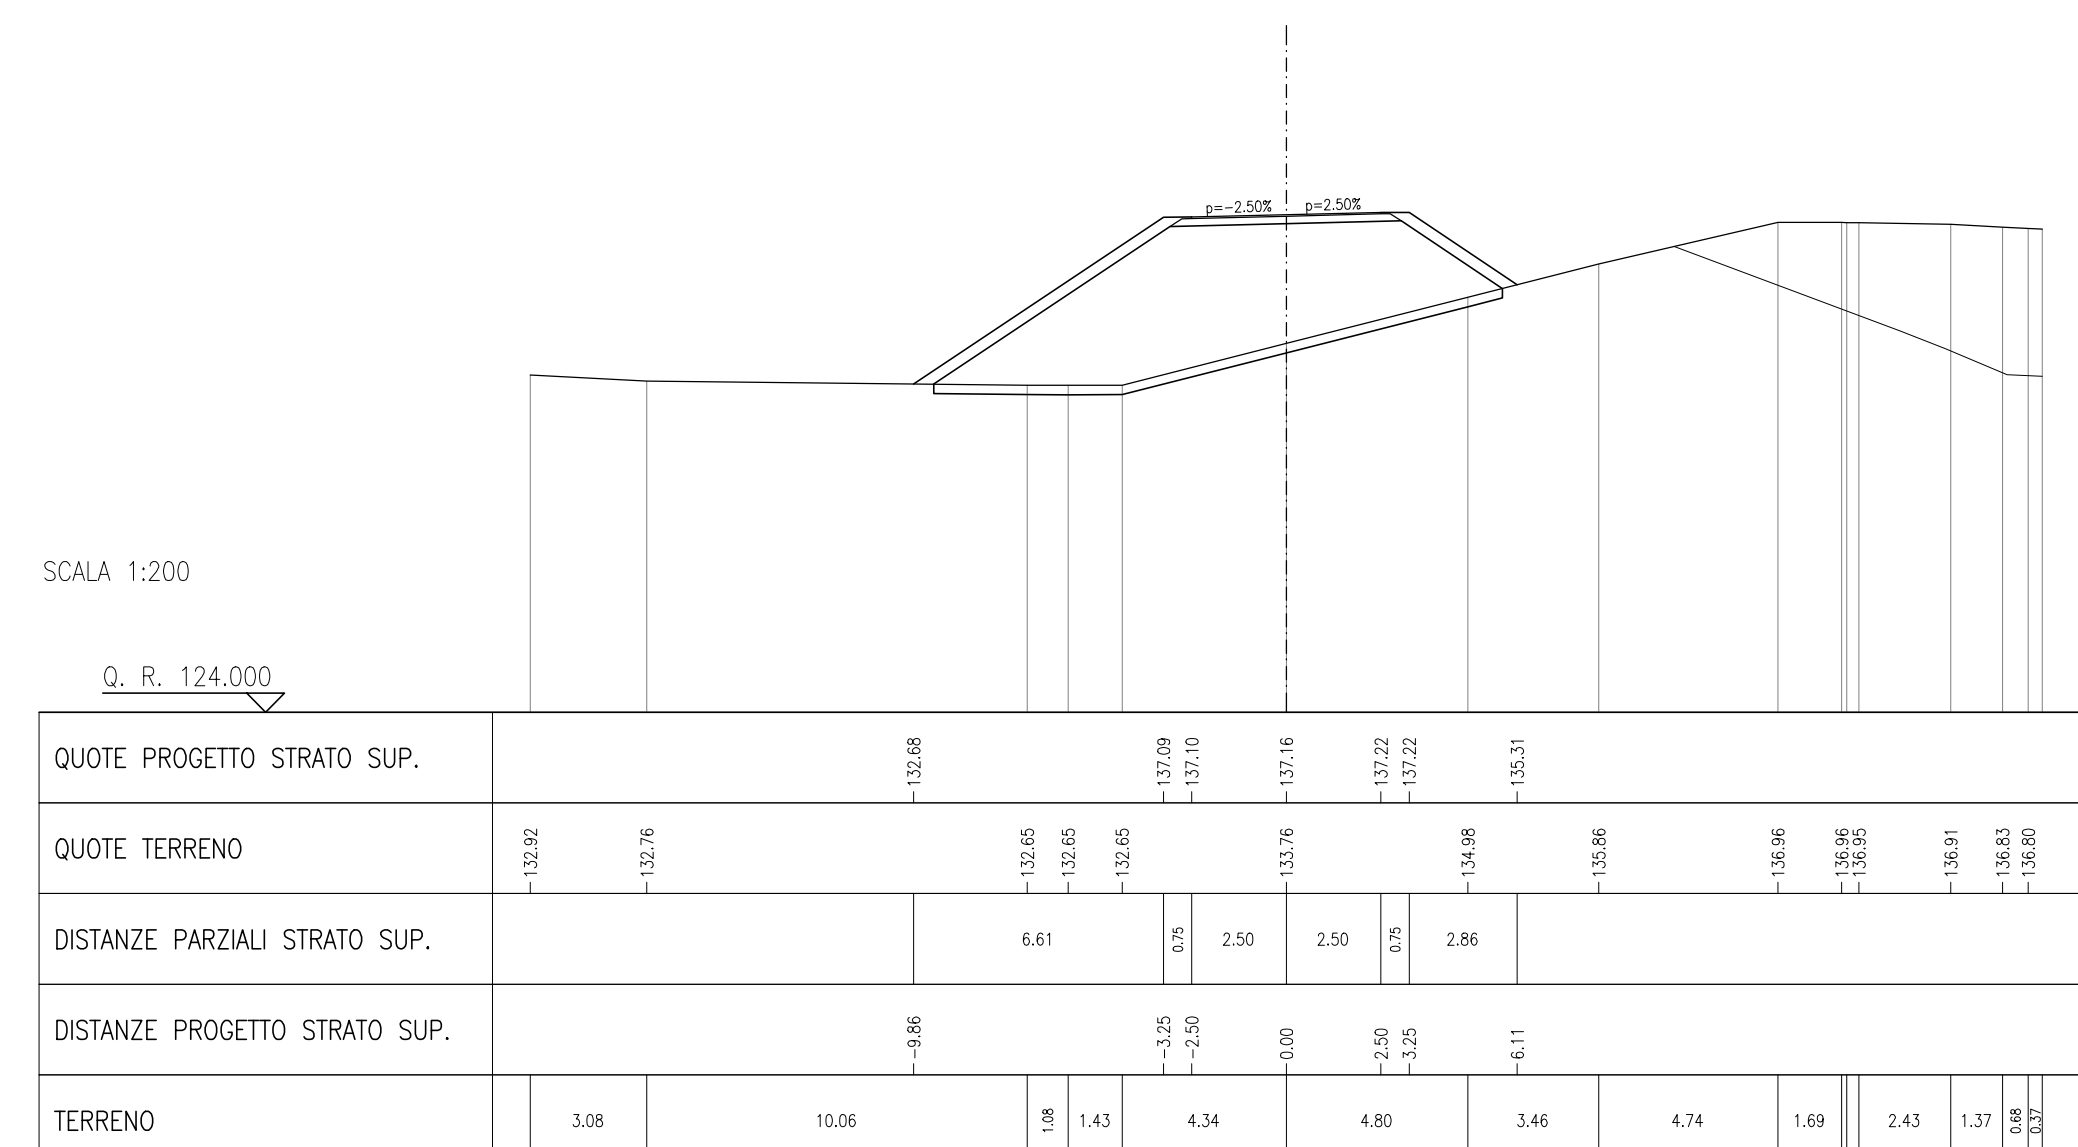 p=-2.50% p=2.50%
SCALA 1:200
Q. R. 124.000
QUOTE PROGETTO STRATO SUP. 132.68 137.09 137.10 137.16 137.22 137.22 135.31
QUOTE TERRENO 132.92 132.76 132.65 132.65 132.65 133.76 134.98 135.86 136.96 136.96 136.95 136.91 136.83 136.80
DISTANZE PARZIALI STRATO SUP. 6.61 0.75 2.50 2.50 0.75 2.86
DISTANZE PROGETTO STRATO SUP. -9.86 -3.25 -2.50 0.00 2.50 3.25 6.11
TERRENO 3.08 10.06 1.08 1.43 4.34 4.80 3.46 4.74 1.69 2.43 1.37 0.68 0.37